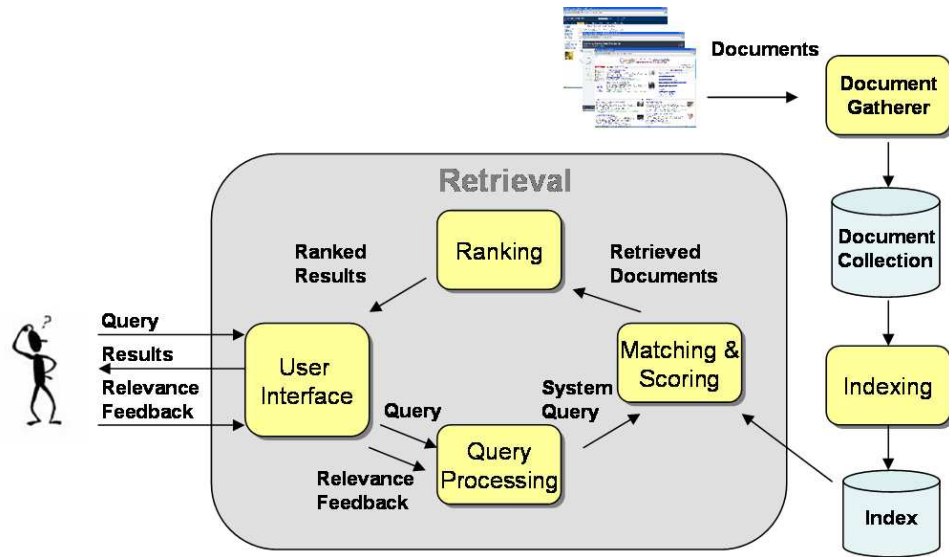 Documents
Document
Gatherer
Retrieval
Ranked
Results
Ranking
Retrieved
Documents
Document
Collection
?
Query
Results
Relevance
Feedback
User
Interface
Matching &
Scoring
Indexing
Query
System
Query
Relevance
Feedback
Query
Processing
Index